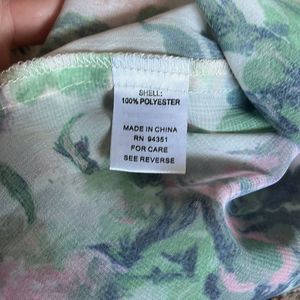 SHELL:
100% POLYESTER
MADE IN CHINA
RN 94351
FOR CARE
SEE REVERSE